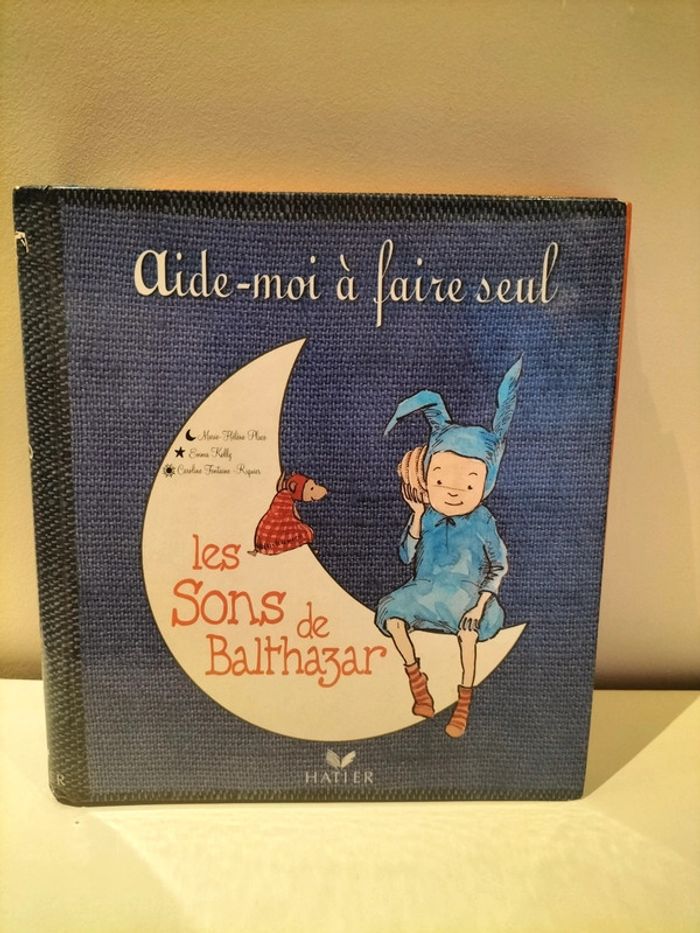 aide-moi à faire seul
Marie-Hélène Place
Emma Kelly
Caroline Fontaine-Riquier
les
Sons de
Balthazar
HATIER